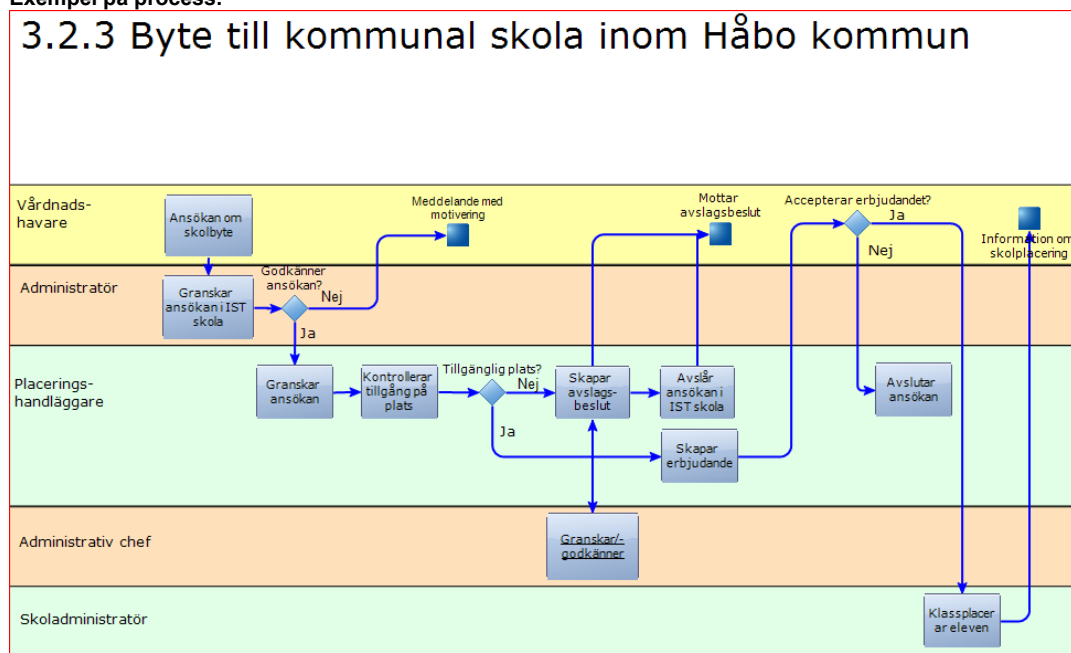 Exempel på process:
3.2.3 Byte till kommunal skola inom Håbo kommun
Vårdnads-
havare
Ansökan om
skolbyte
Meddelande med
motivering
Mottar
avslagsbeslut
Accepterar erbjudandet?
Ja
Nej
Information om
skolplacering
Administratör
Granskar
ansökan i IST
skola
Godkänner
ansökan?
Nej
Ja
Placerings-
handläggare
Granskar
ansökan
Kontrollerar
tillgång på
plats
Tillgänglig plats?
Nej
Ja
Skapar
avslags-
beslut
Avslår
ansökan i
IST skola
Skapar
erbjudande
Avslutar
ansökan
Administrativ chef
Granskar/-
godkänner
Skoladministratör
Klassplacer
ar eleven